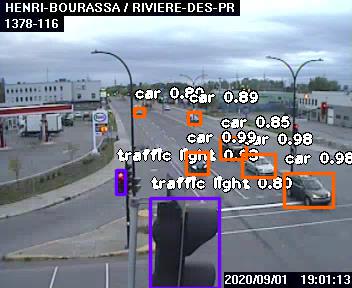 HENRI-BOURASSA / RIVIERE-DES-PR
1378-116
car 0.89
car 0.85
car 0.99
car 0.98
traffic light
car 0.98
traffic light 0.80
2020/09/01 19:01:13